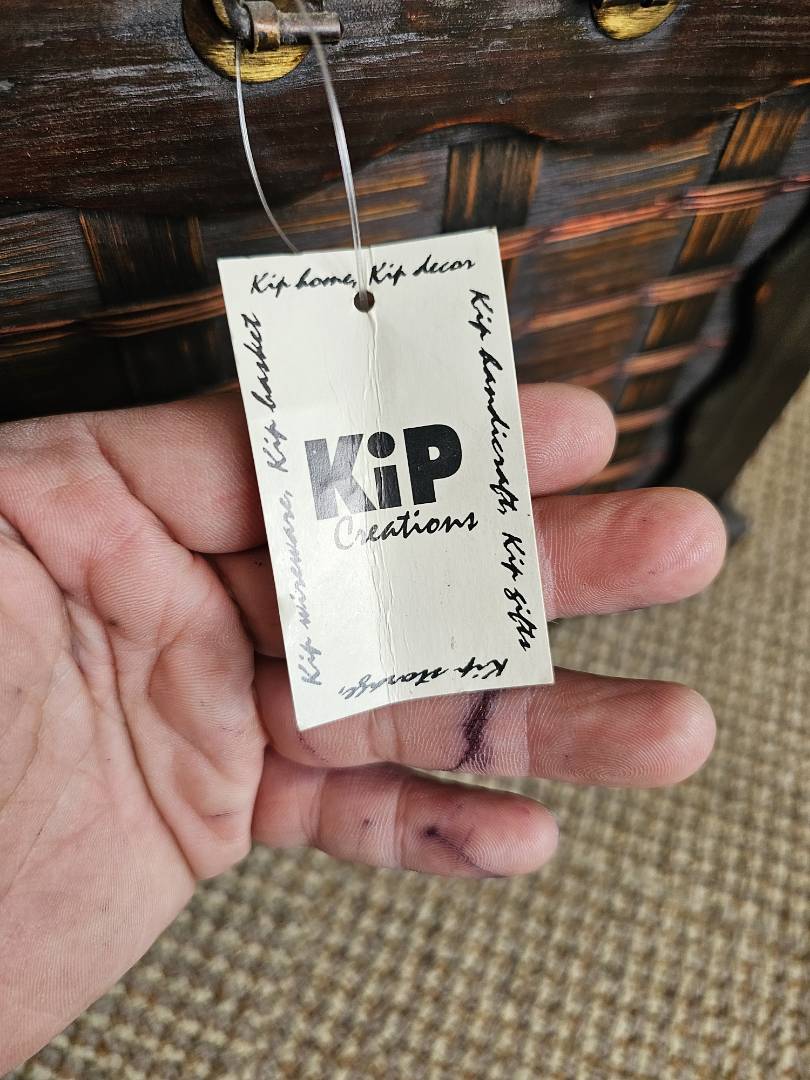 Kip home, Kip decor
Kip handicraft, Kip gifts
KiP
Creations
Kip storage,
Kip wireware, Kip basket